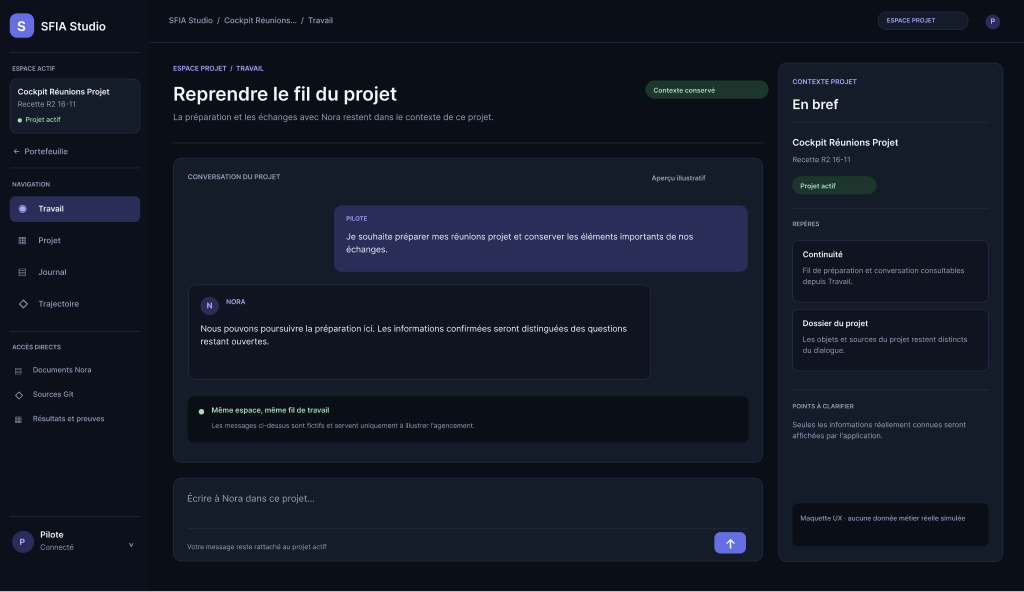 S
SFIA Studio
ESPACE ACTIF
Cockpit Réunions Projet
Recette R2 16-11
Projet actif
← Portefeuille
NAVIGATION
Travail
Projet
Journal
Trajectoire
ACCÈS DIRECTS
Documents Nora
Sources Git
Résultats et preuves
P
Pilote
Connecté
SFIA Studio / Cockpit Réunions... / Travail
ESPACE PROJET
P
ESPACE PROJET / TRAVAIL
Reprendre le fil du projet
Contexte conservé
La préparation et les échanges avec Nora restent dans le contexte de ce projet.
CONVERSATION DU PROJET
Aperçu illustratif
PILOTE
Je souhaite préparer mes réunions projet et conserver les éléments importants de nos
échanges.
N
NORA
Nous pouvons poursuivre la préparation ici. Les informations confirmées seront distinguées des questions
restant ouvertes.
Même espace, même fil de travail
Les messages ci-dessus sont fictifs et servent uniquement à illustrer l'agencement.
Écrire à Nora dans ce projet...
Votre message reste rattaché au projet actif
CONTEXTE PROJET
En bref
Cockpit Réunions Projet
Recette R2 16-11
Projet actif
REPÈRES
Continuité
Fil de préparation et conversation consultables
depuis Travail.
Dossier du projet
Les objets et sources du projet restent distincts
du dialogue.
POINTS À CLARIFIER
Seules les informations réellement connues seront
affichées par l'application.
Maquette UX · aucune donnée métier réelle simulée